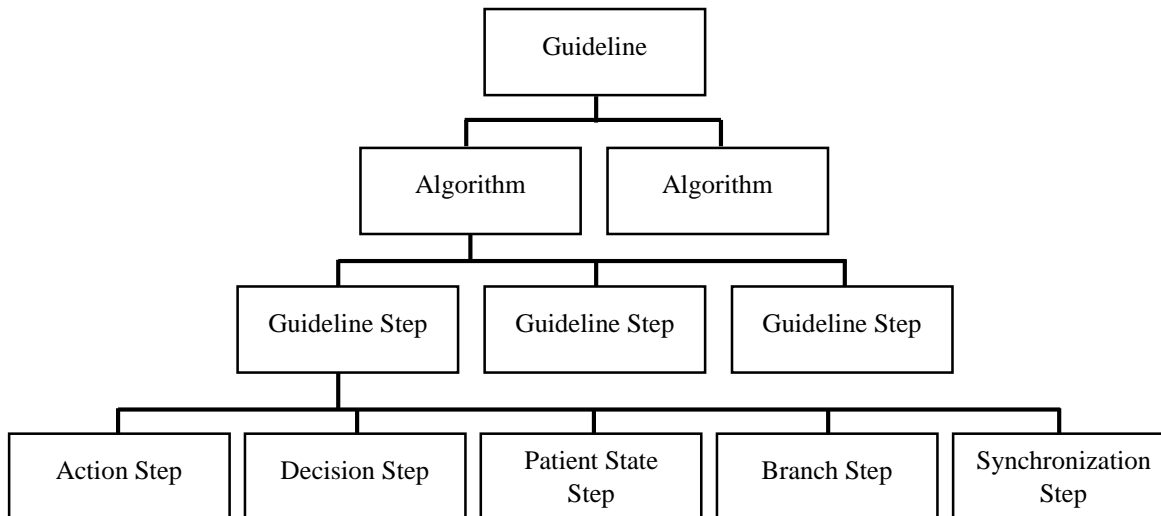 Guideline
Algorithm
Algorithm
Guideline Step
Guideline Step
Guideline Step
Action Step
Decision Step
Patient State
Step
Branch Step
Synchronization
Step